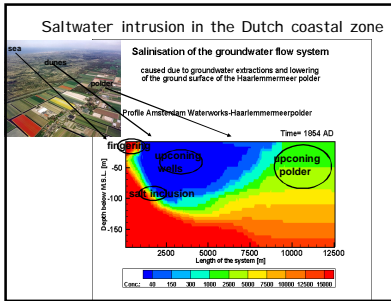 Saltwater intrusion in the Dutch coastal zone
sea
dunes
polder
Salinisation of the groundwater flow system
caused due to groundwater extractions and lowering
of the ground surface of the Haarlemmermeer polder
Profile Amsterdam Waterworks-Haarlemmermeerpolder
Time= 1854 AD
fingering
upconing
wells
upconing
polder
salt inclusion
Depth below M.S.L. [m]
0
-50
-100
-150
2500 5000 7500 10000 12500
Length of the system [m]
Conc.:
40 150 300 1000 2500 5000 7500 10000 12500 15000